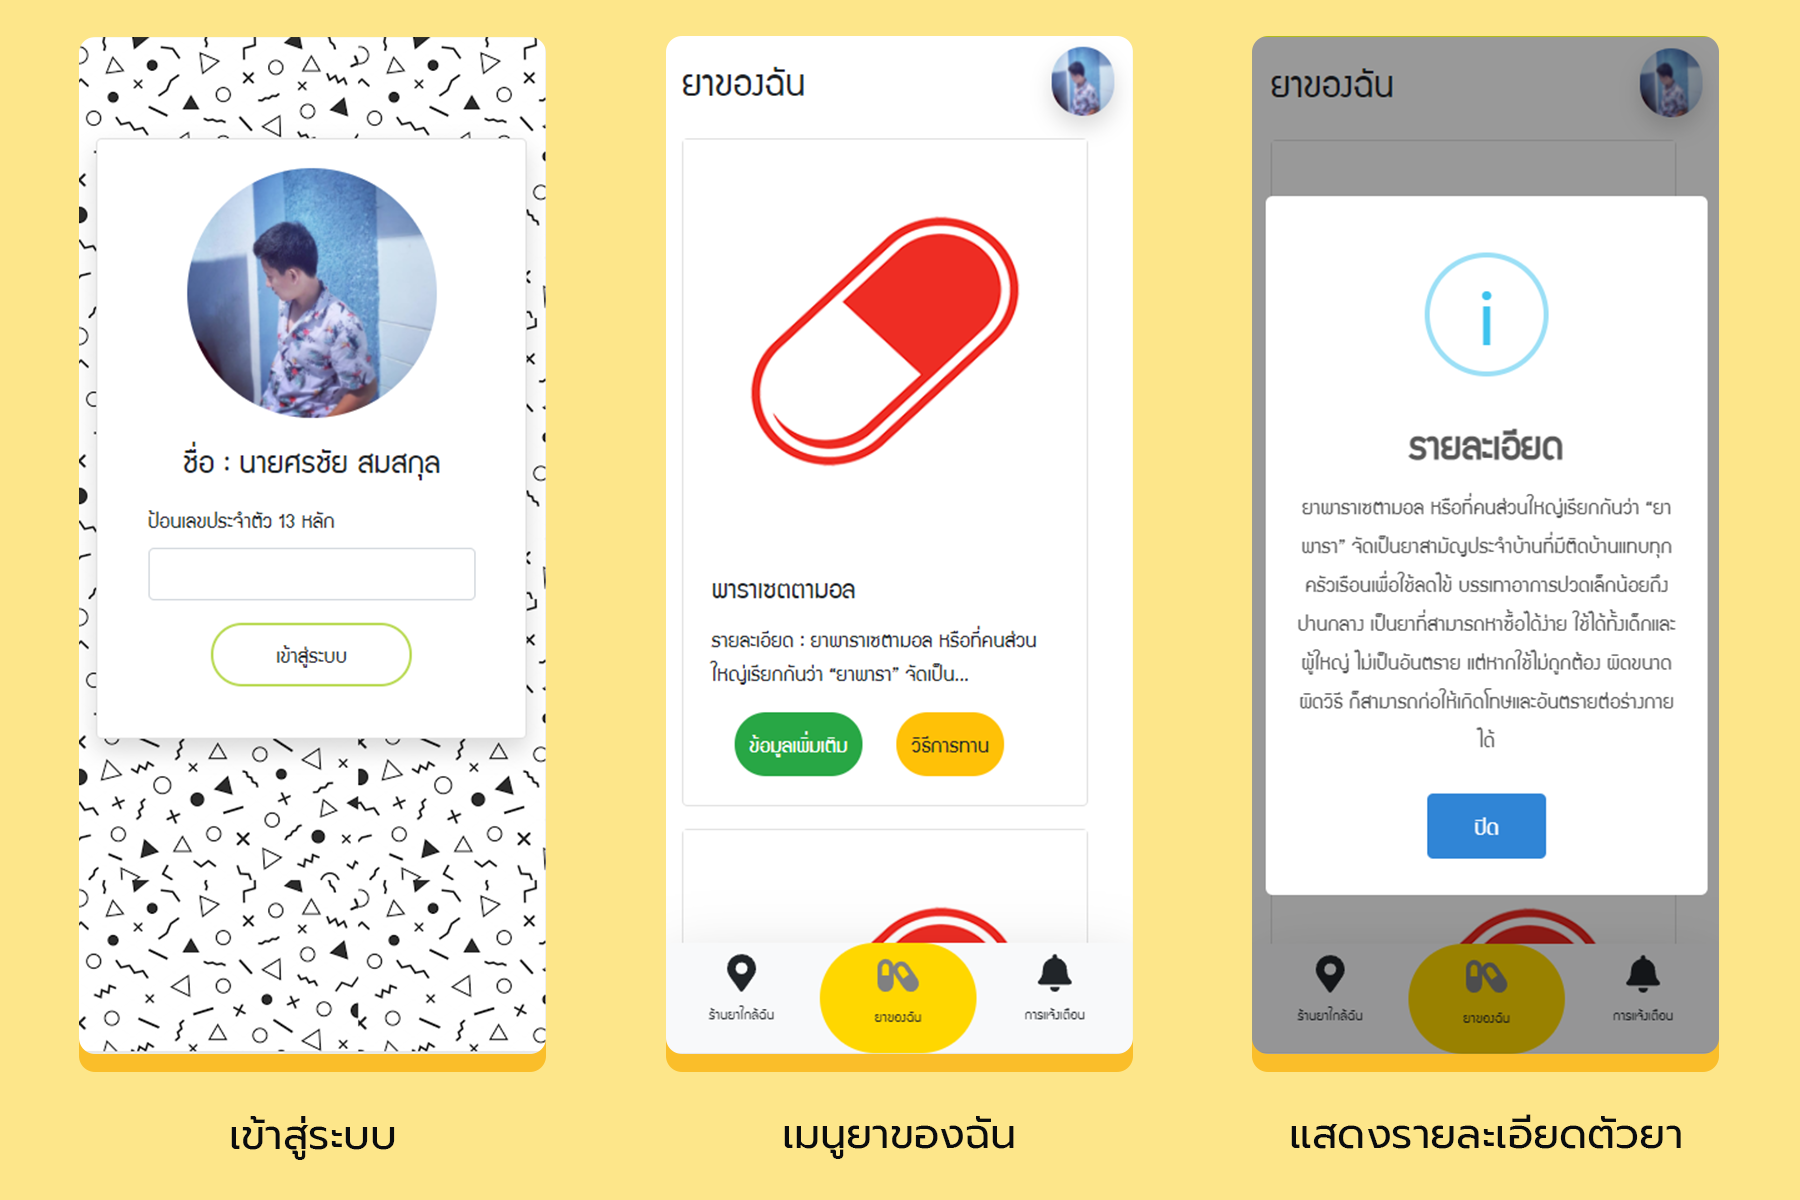 ชื่อ : นายศรชัย สมสกุล
ป้อนเลขประจำตัว 13 หลัก
เข้าสู่ระบบ
เข้าสู่ระบบ
ยาของฉัน
พาราเซตตามอล
รายละเอียด : ยาพาราเซตามอล หรือที่คนส่วน
ใหญ่เรียกกันว่า “ยาพารา” จัดเป็น...
ข้อมูลเพิ่มเติม
วิธีการทาน
ร้านยาใกล้ฉัน
ยาของฉัน
การแจ้งเตือน
เมนูยาของฉัน
ยาของฉัน
i
รายละเอียด
ยาพาราเซตามอล หรือที่คนส่วนใหญ่เรียกกันว่า “ยา
พารา” จัดเป็นยาสามัญประจำบ้านที่มีติดบ้านแทบทุก
ครัวเรือนเพื่อใช้ลดไข้ บรรเทาอาการปวดเล็กน้อยถึง
ปานกลาง เป็นยาที่สามารถหาซื้อได้ง่าย ใช้ได้ทั้งเด็กและ
ผู้ใหญ่ ไม่เป็นอันตราย แต่หากใช้ไม่ถูกต้อง ผิดขนาด
ผิดวิธี ก็สามารถก่อให้เกิดโทษและอันตรายต่อร่างกาย
ได้
ปิด
ร้านยาใกล้ฉัน
ยาของฉัน
การแจ้งเตือน
แสดงรายละเอียดตัวยา